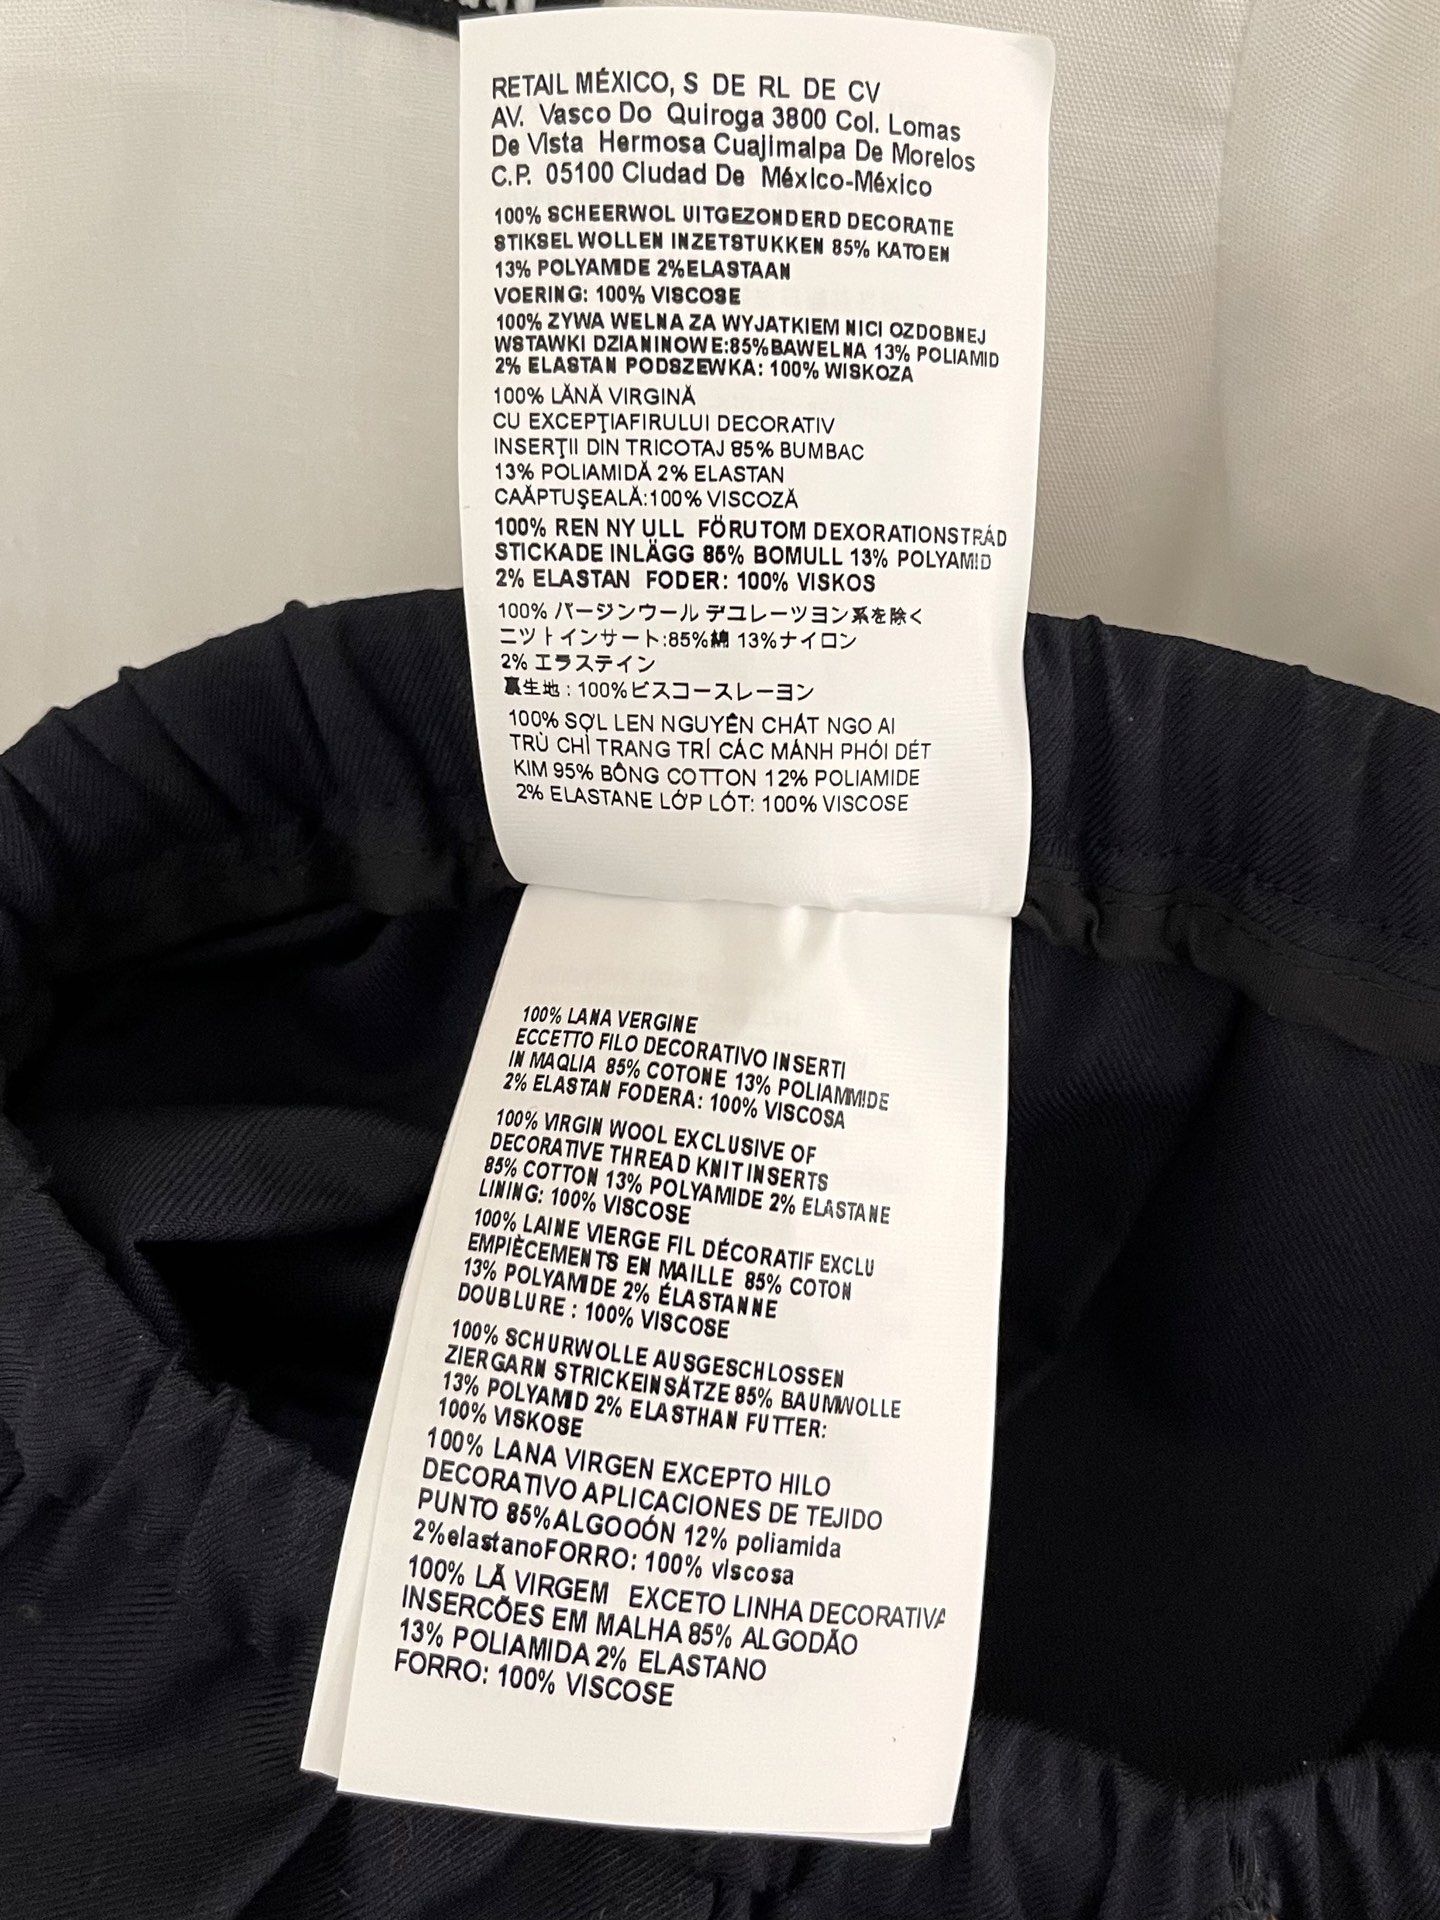 RETAIL MÉXICO, S DE RL DE CV
AV. Vasco Do Quiroga 3800 Col. Lomas
De Vista Hermosa Cuajimalpa De Morelos
C.P. 05100 Ciudad De México-México
100% SCHEERWOL UITGEZONDERD DECORATIE
STIKSEL WOLLEN INZETSTUKKEN 85% KATOEN
13% POLYAMIDE 2%ELASTAAN
VOERING: 100% VISCOSE
100% ZYWA WELNA ZA WYJATKIEM NICI OZDOBNEJ
WSTAWKI DZIANINOWE:85%BAWELNA 13% POLIAMID
2% ELASTAN PODSZEWKA: 100% WISKOZA
100% LĂNĂ VIRGINĂ
CU EXCEPŢIAFIRULUI DECORATIV
INSERŢII DIN TRICOTAJ 85% BUMBAC
13% POLIAMIDĂ 2% ELASTAN
CAĂPTUŞEALĂ:100% VISCOZĂ
100% REN NY ULL FÖRUTOM DEXORATIONSTRÅD
STICKADE INLÄGG 85% BOMULL 13% POLYAMID
2% ELASTAN FODER: 100% VISKOS
100% バージンウール デユレーツヨン系を除く
ニツトインサート:85%綿 13%ナイロン
2% エラステイン
裏生地 : 100%ビスコースレーヨン
100% SỢL LEN NGUYÊN CHÁT NGO AI
TRÙ CHỈ TRANG TRÍ CÁC MÁNH PHÓI DÉT
KIM 95% BÔNG COTTON 12% POLIAMIDE
2% ELASTANE LỚP LÓT: 100% VISCOSE
100% LANA VERGINE
ECCETTO FILO DECORATIVO INSERTI
IN MAQLIA 85% COTONE 13% POLIAMMIDE
2% ELASTAN FODERA: 100% VISCOSA
100% VIRGIN WOOL EXCLUSIVE OF
DECORATIVE THREAD KNIT INSERTS
85% COTTON 13% POLYAMIDE 2% ELASTANE
LINING: 100% VISCOSE
100% LAINE VIERGE FIL DÉCORATIF EXCLU
EMPIÈCEMENTS EN MAILLE 85% COTON
13% POLYAMIDE 2% ÉLASTANNE
DOUBLURE : 100% VISCOSE
100% SCHURWOLLE AUSGESCHLOSSEN
ZIERGARN STRICKEINSÄTZE 85% BAUMWOLLE
13% POLYAMID 2% ELASTHAN FUTTER:
100% VISKOSE
100% LANA VIRGEN EXCEPTO HILO
DECORATIVO APLICACIONES DE TEJIDO
PUNTO 85%ALGOOÓN 12% poliamida
2%elastanoFORRO: 100% viscosa
100% LÃ VIRGEM EXCETO LINHA DECORATIVA
INSERCÕES EM MALHA 85% ALGODÃO
13% POLIAMIDA 2% ELASTANO
FORRO: 100% VISCOSE